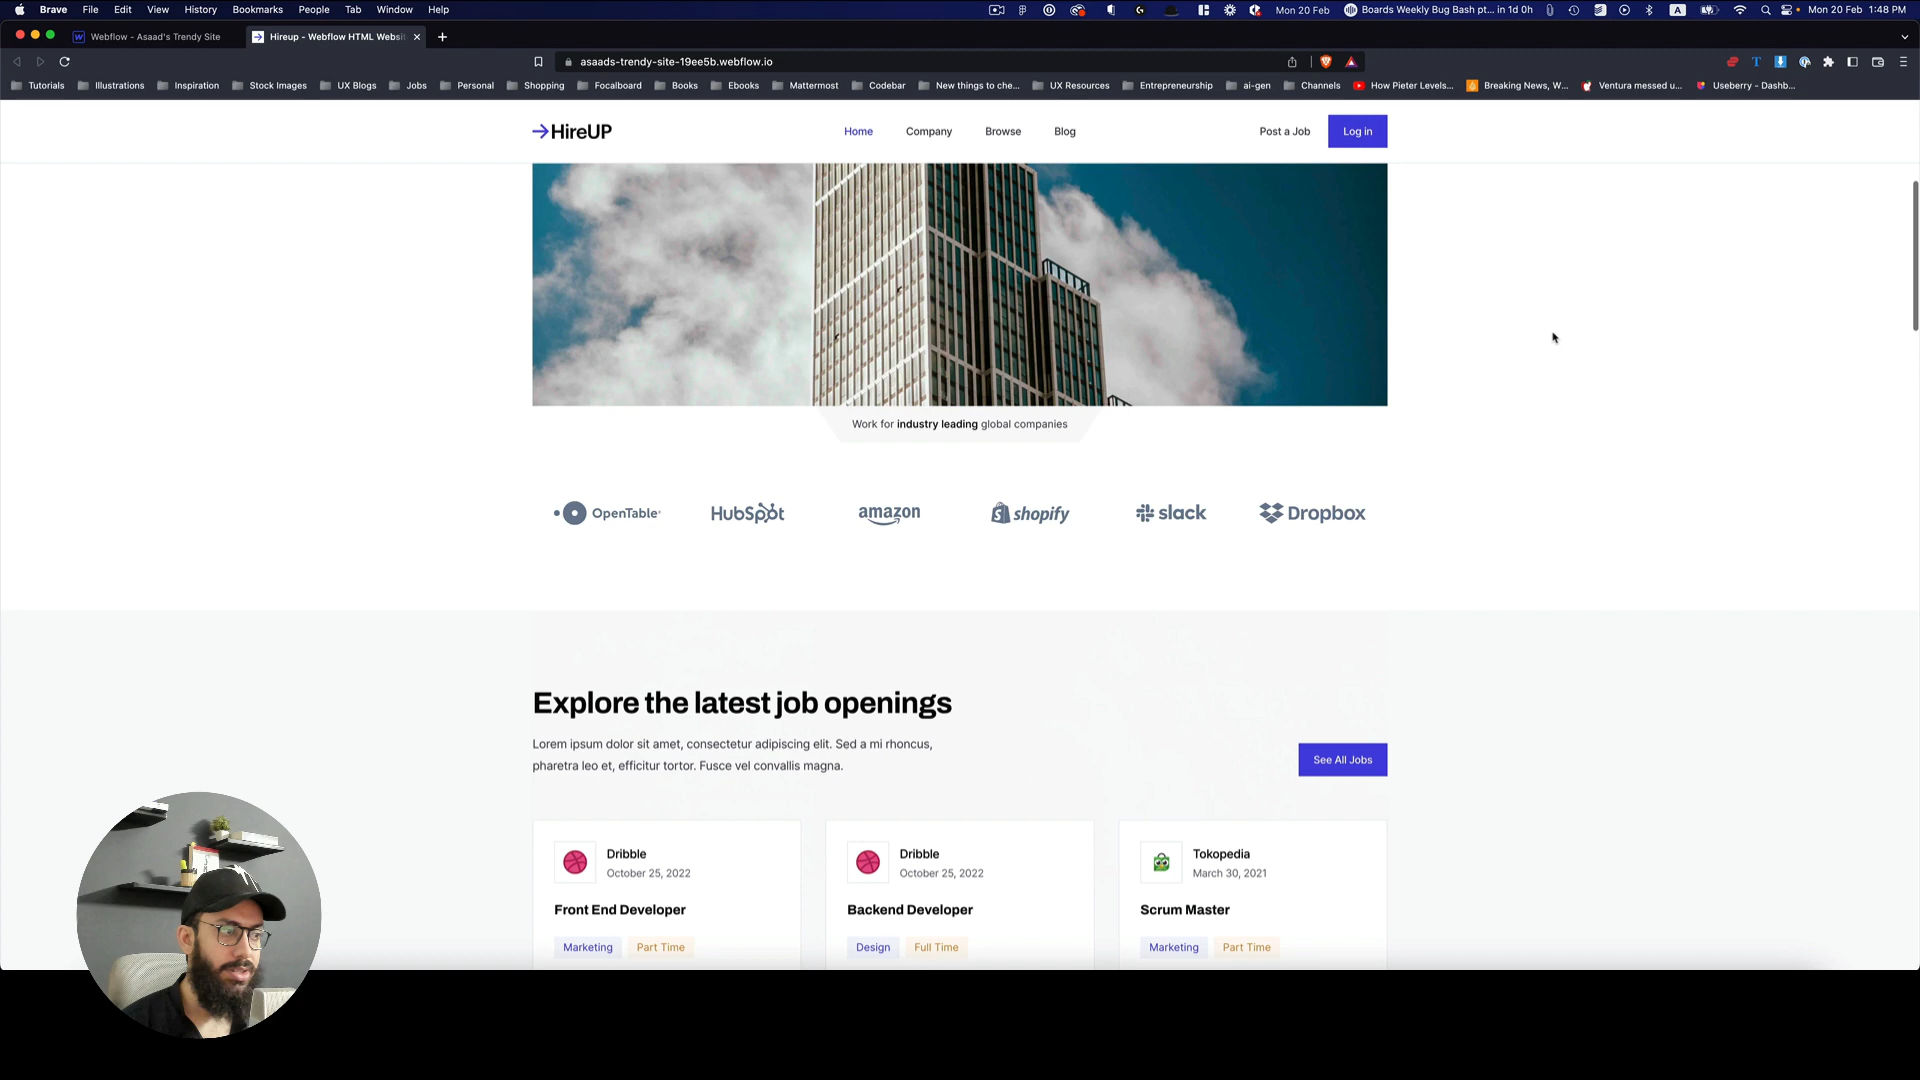 Brave File Edit View History Bookmarks People Tab Window Help
Mon 20 Feb Boards Weekly Bug Bash pt... in 1d 0h A Mon 20 Feb 1:48 PM
Webflow - Asaad's Trendy Site
Hireup - Webflow HTML Websi
asaads-trendy-site-19ee5b.webflow.io
Tutorials Illustrations Inspiration Stock Images UX Blogs Jobs Personal Shopping Focalboard Books Ebooks Mattermost Codebar New things to che... UX Resources Entrepreneurship ai-gen Channels How Pieter Levels... Breaking News, W... Ventura messed u... Useberry - Dashb...
HireUP
Home Company Browse Blog
Post a Job Log in
Work for industry leading global companies
OpenTable HubSpot amazon shopify slack Dropbox
Explore the latest job openings
Lorem ipsum dolor sit amet, consectetur adipiscing elit. Sed a mi rhoncus,
pharetra leo et, efficitur tortor. Fusce vel convallis magna.
See All Jobs
Dribble
October 25, 2022
Front End Developer
Marketing Part Time
Dribble
October 25, 2022
Backend Developer
Design Full Time
Tokopedia
March 30, 2021
Scrum Master
Marketing Part Time